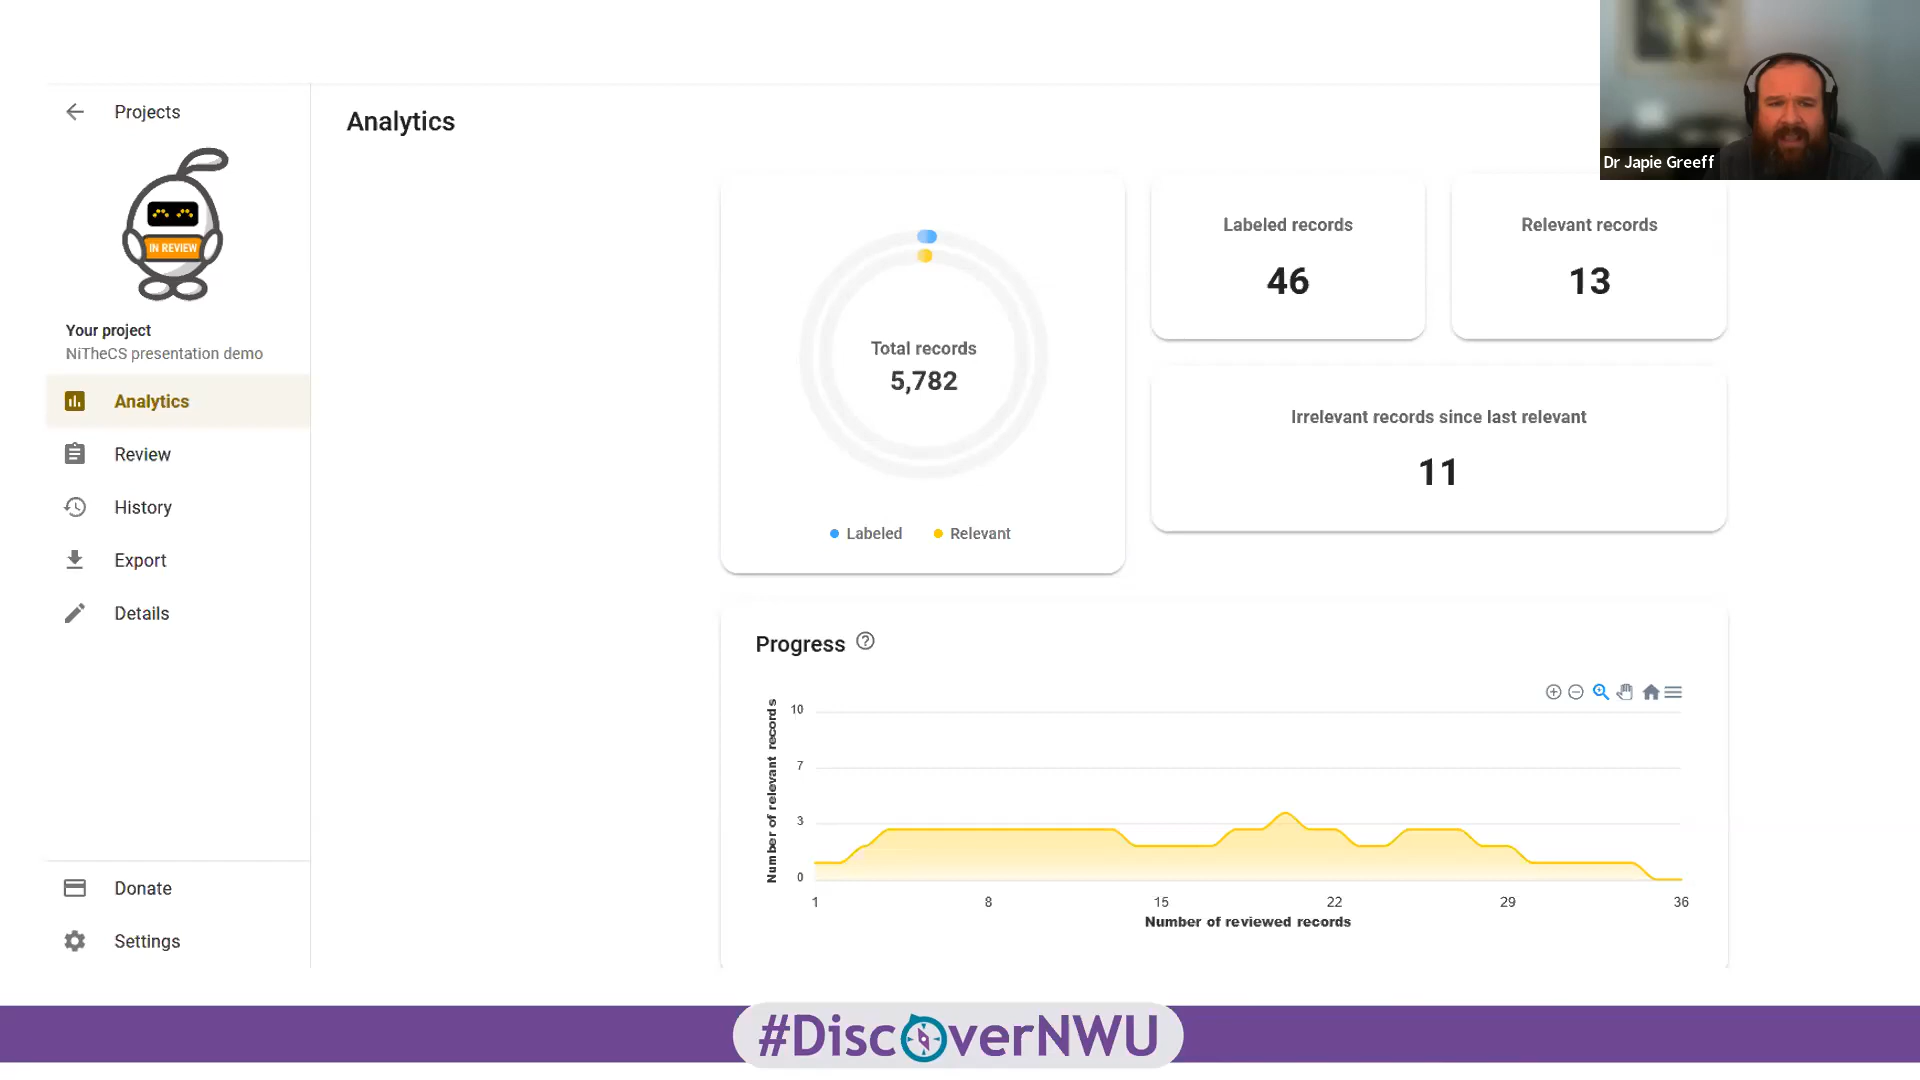 Projects
IN REVIEW
Your project
NiTheCS presentation demo
Analytics
Review
History
Export
Details
Donate
Settings
Analytics
Total records
5,782
Labeled
Relevant
Labeled records
46
Relevant records
13
Irrelevant records since last relevant
11
Progress
?
Number of relevant records
10
7
3
0
1 8 15 22 29 36
Number of reviewed records
Dr Japie Greeff
#DiscoverNWU